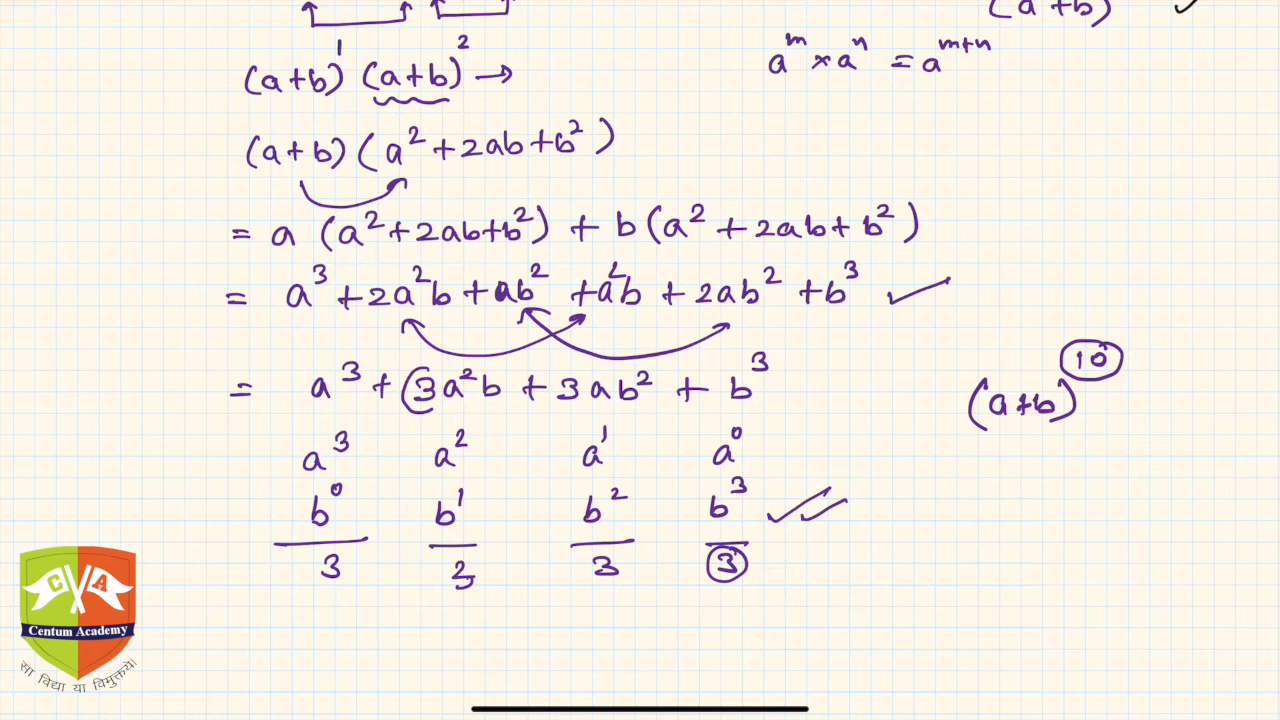 (a+b) ✓
aᵐ × aⁿ = aᵐ⁺ⁿ
(a+b)¹ (a+b)² →
(a+b)(a²+2ab+b²)
= a (a²+2ab+b²) + b(a²+2ab+b²)
= a³+2a²b+ab²+a²b+2ab²+b³ ✓
= a³+3a²b+3ab²+b³
(a+b)¹⁰
a³ a² a¹ a⁰
b⁰ b¹ b² b³ ✓✓
3 3 3 3
C A
Centum Academy
सा विद्या या विमुक्तये।